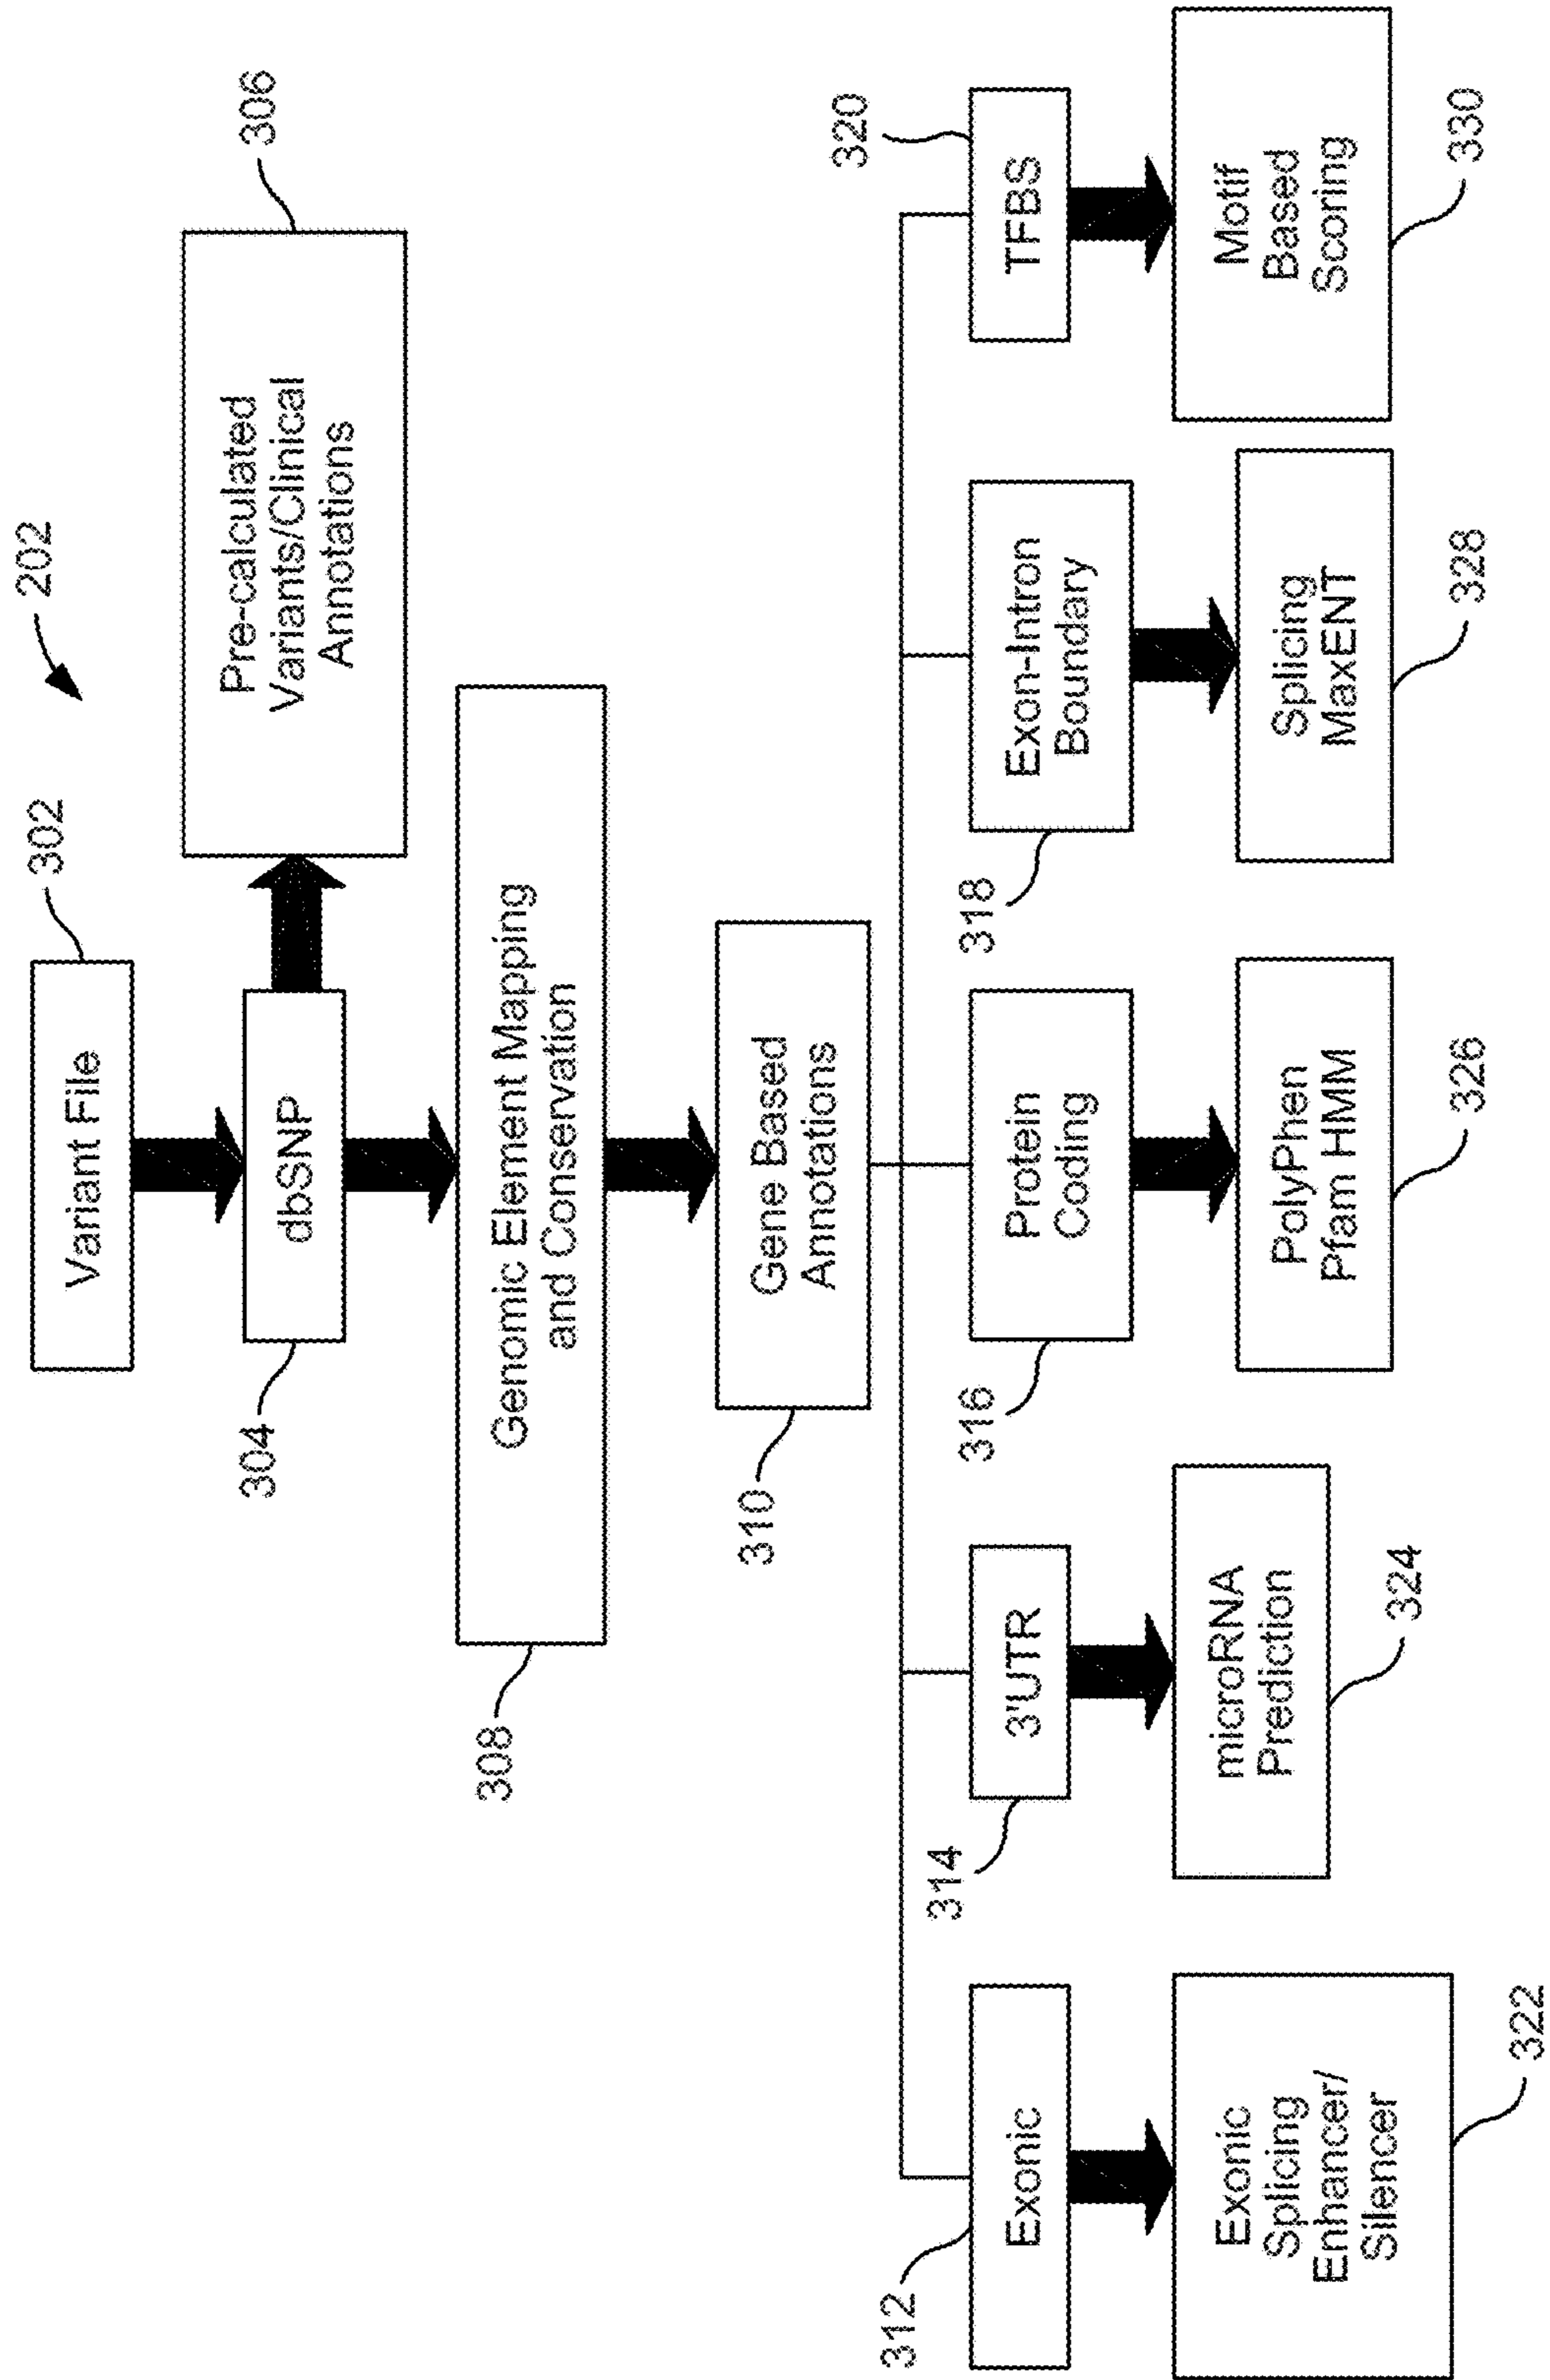 202
302
Variant File
304
dbSNP
306
Pre-calculated
Variants/Clinical
Annotations
308
Genomic Element Mapping
and Conservation
310
Gene Based
Annotations
312
Exonic
314
3'UTR
316
Protein
Coding
318
Exon-Intron
Boundary
320
TFBS
Exonic
Splicing
Enhancer/
Silencer
322
microRNA
Prediction
324
PolyPhen
Pfam HMM
326
Splicing
MaxENT
328
Motif
Based
Scoring
330